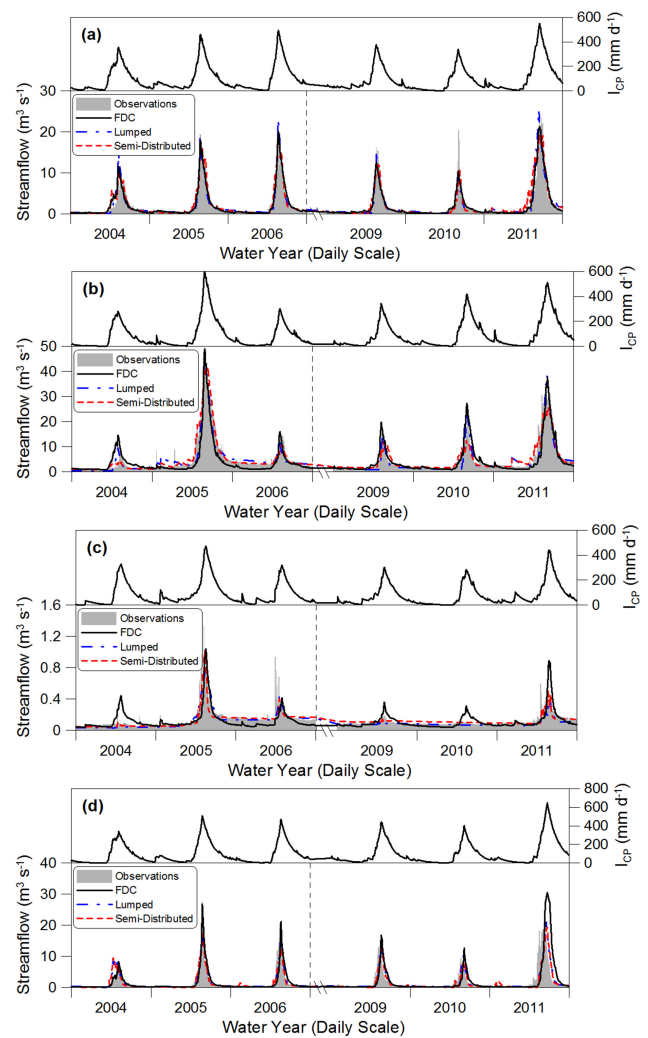 (a)
600
400
200
0
I_CP (mm d⁻¹)
30
20
10
0
Streamflow (m³ s⁻¹)
Observations
FDC
Lumped
Semi-Distributed
2004 2005 2006 2009 2010 2011
Water Year (Daily Scale)
(b)
600
400
200
0
I_CP (mm d⁻¹)
50
40
30
20
10
0
Streamflow (m³ s⁻¹)
Observations
FDC
Lumped
Semi-Distributed
2004 2005 2006 2009 2010 2011
Water Year (Daily Scale)
(c)
600
400
200
0
I_CP (mm d⁻¹)
1.6
1.2
0.8
0.4
0
Streamflow (m³ s⁻¹)
Observations
FDC
Lumped
Semi-Distributed
2004 2005 2006 2009 2010 2011
Water Year (Daily Scale)
(d)
800
600
400
200
0
I_CP (mm d⁻¹)
40
30
20
10
0
Streamflow (m³ s⁻¹)
Observations
FDC
Lumped
Semi-Distributed
2004 2005 2006 2009 2010 2011
Water Year (Daily Scale)